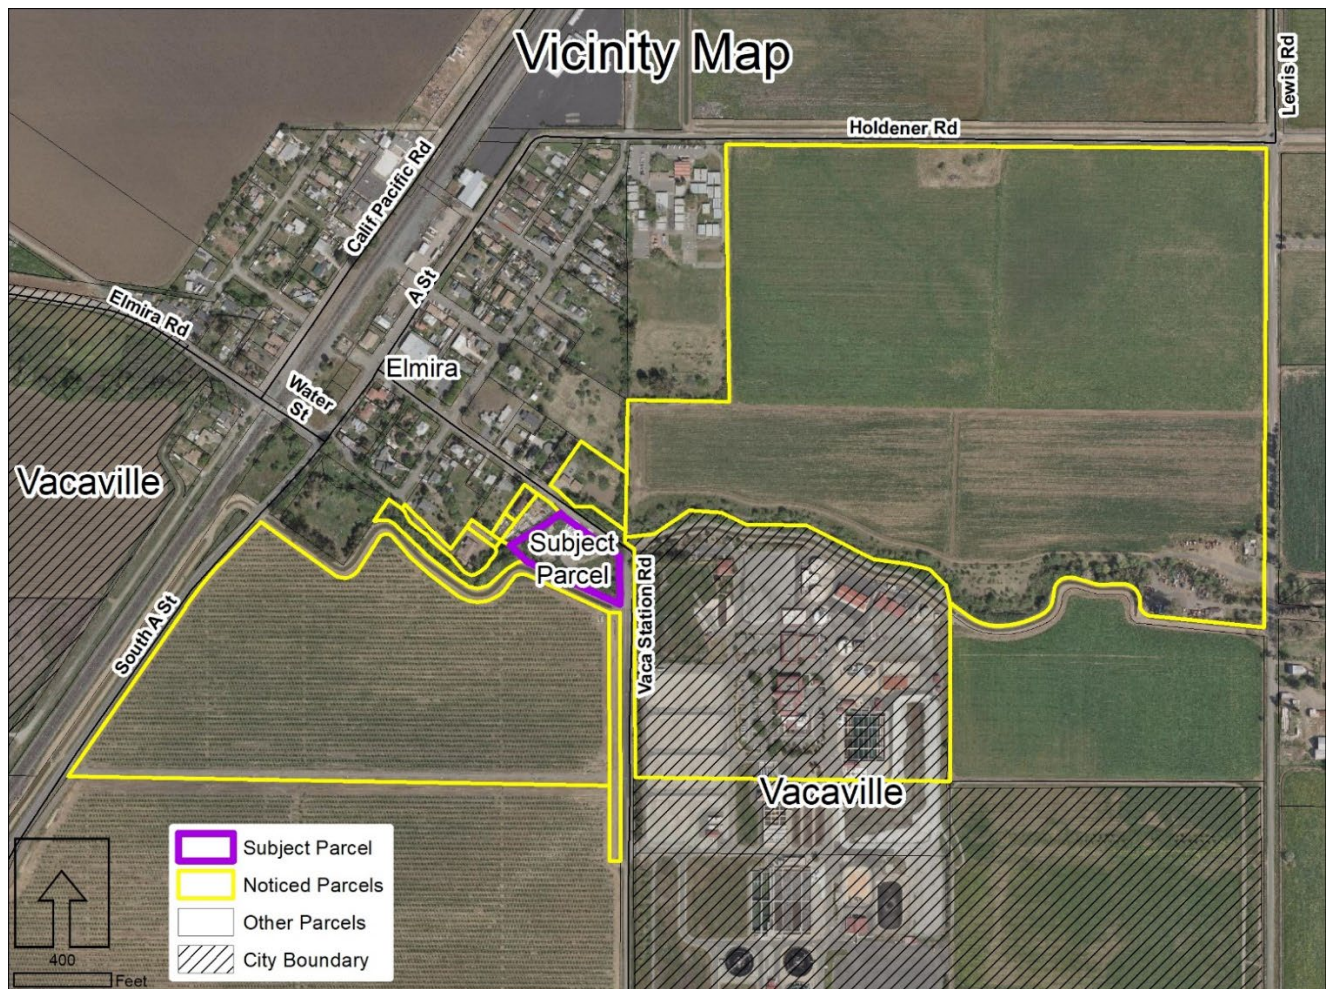 Vicinity Map
Lewis Rd
Holdener Rd
Calif Pacific Rd
A St
Elmira Rd
Elmira
Water
St
Vacaville
Subject
Parcel
South A St
Vaca Station Rd
Vacaville
Subject Parcel
Noticed Parcels
Other Parcels
City Boundary
400
Feet